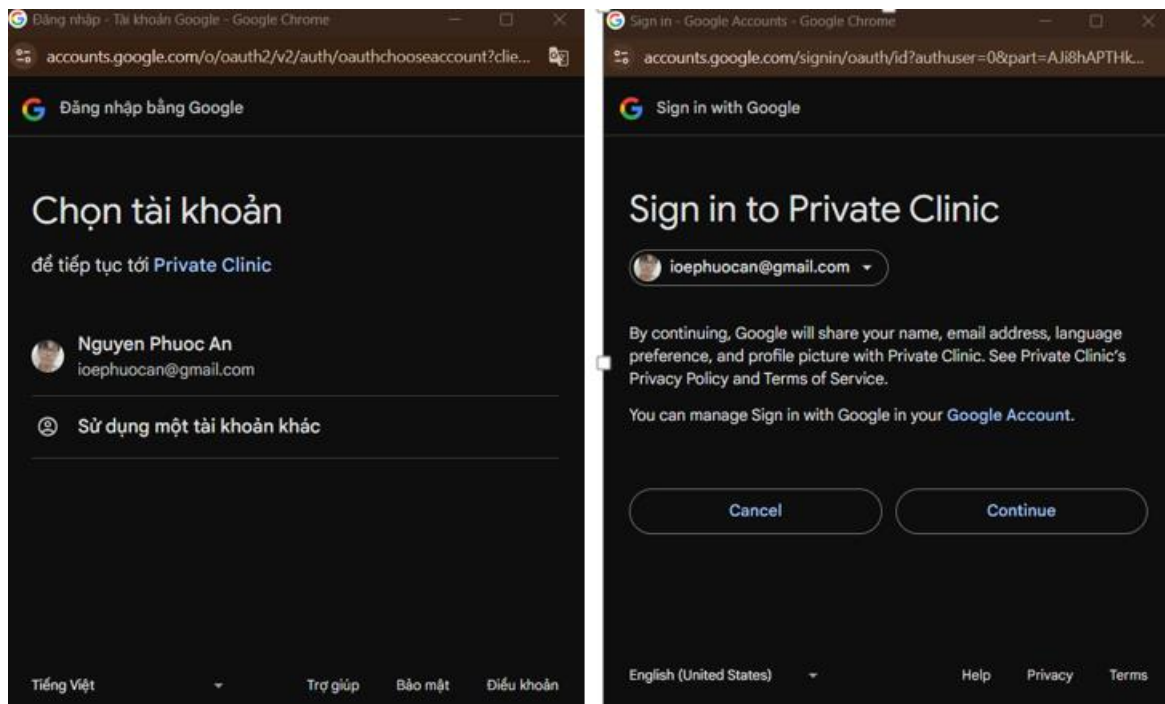 Đăng nhập - Tài khoản Google - Google Chrome
accounts.google.com/o/oauth2/v2/auth/oauthchooseaccount?clie...
Đăng nhập bằng Google
Chọn tài khoản
để tiếp tục tới Private Clinic
Nguyen Phuoc An
ioephuocan@gmail.com
Sử dụng một tài khoản khác
Tiếng Việt
Trợ giúp
Bảo mật
Điều khoản
Sign in - Google Accounts - Google Chrome
accounts.google.com/signin/oauth/id?authuser=0&part=AJi8hAPTHk...
Sign in with Google
Sign in to Private Clinic
ioephuocan@gmail.com
By continuing, Google will share your name, email address, language
preference, and profile picture with Private Clinic. See Private Clinic's
Privacy Policy and Terms of Service.
You can manage Sign in with Google in your Google Account.
Cancel
Continue
English (United States)
Help
Privacy
Terms